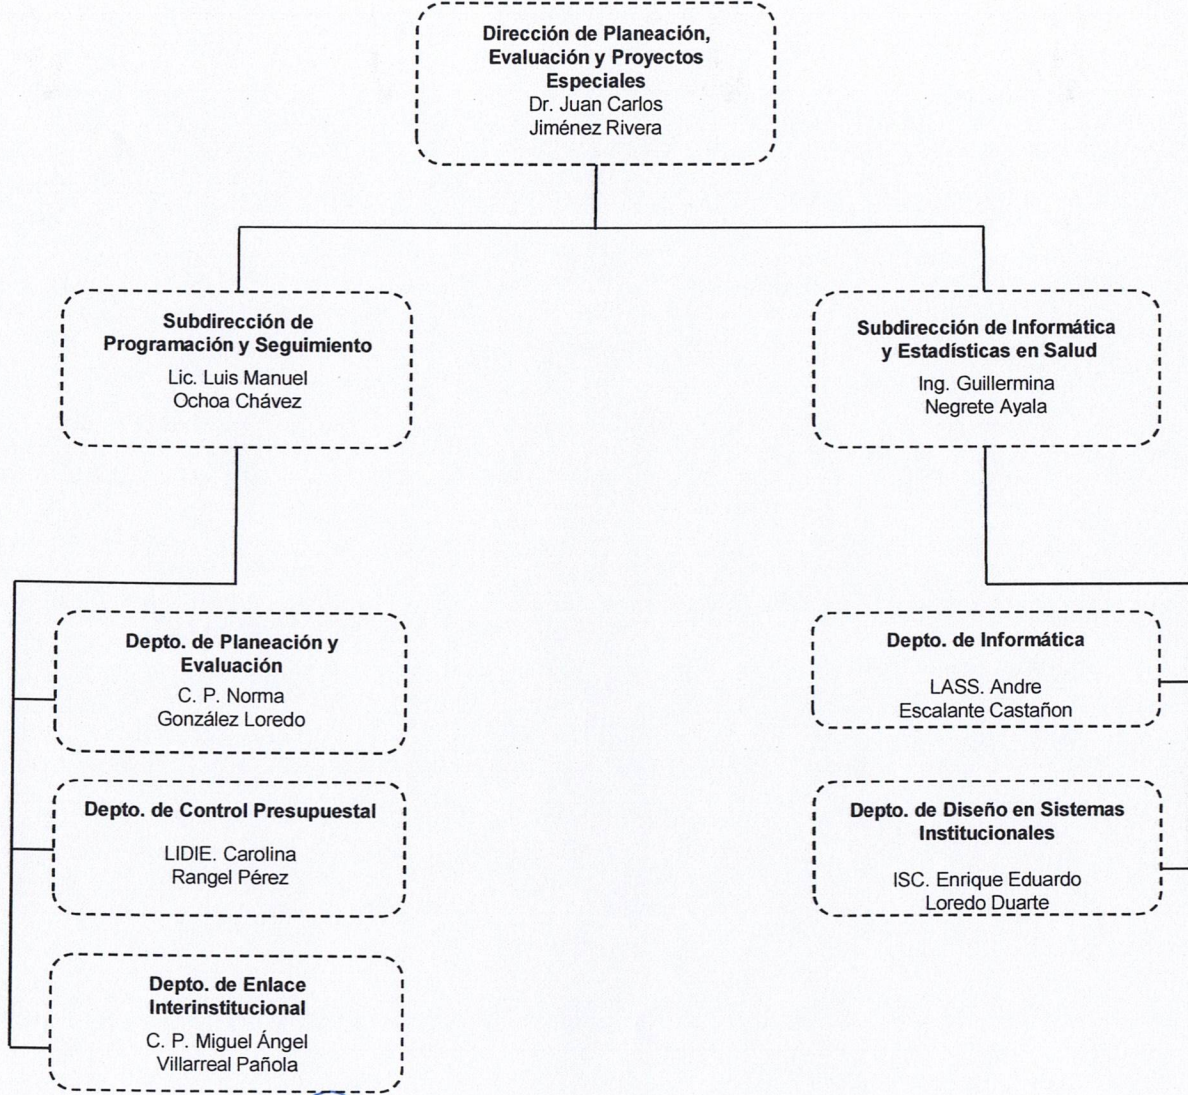 Dirección de Planeación,
Evaluación y Proyectos
Especiales
Dr. Juan Carlos
Jiménez Rivera
Subdirección de
Programación y Seguimiento
Lic. Luis Manuel
Ochoa Chávez
Subdirección de Informática
y Estadísticas en Salud
Ing. Guillermina
Negrete Ayala
Depto. de Planeación y
Evaluación
C. P. Norma
González Loredo
Depto. de Control Presupuestal
LIDIE. Carolina
Rangel Pérez
Depto. de Enlace
Interinstitucional
C. P. Miguel Ángel
Villarreal Pañola
Depto. de Informática
LASS. Andre
Escalante Castañon
Depto. de Diseño en Sistemas
Institucionales
ISC. Enrique Eduardo
Loredo Duarte